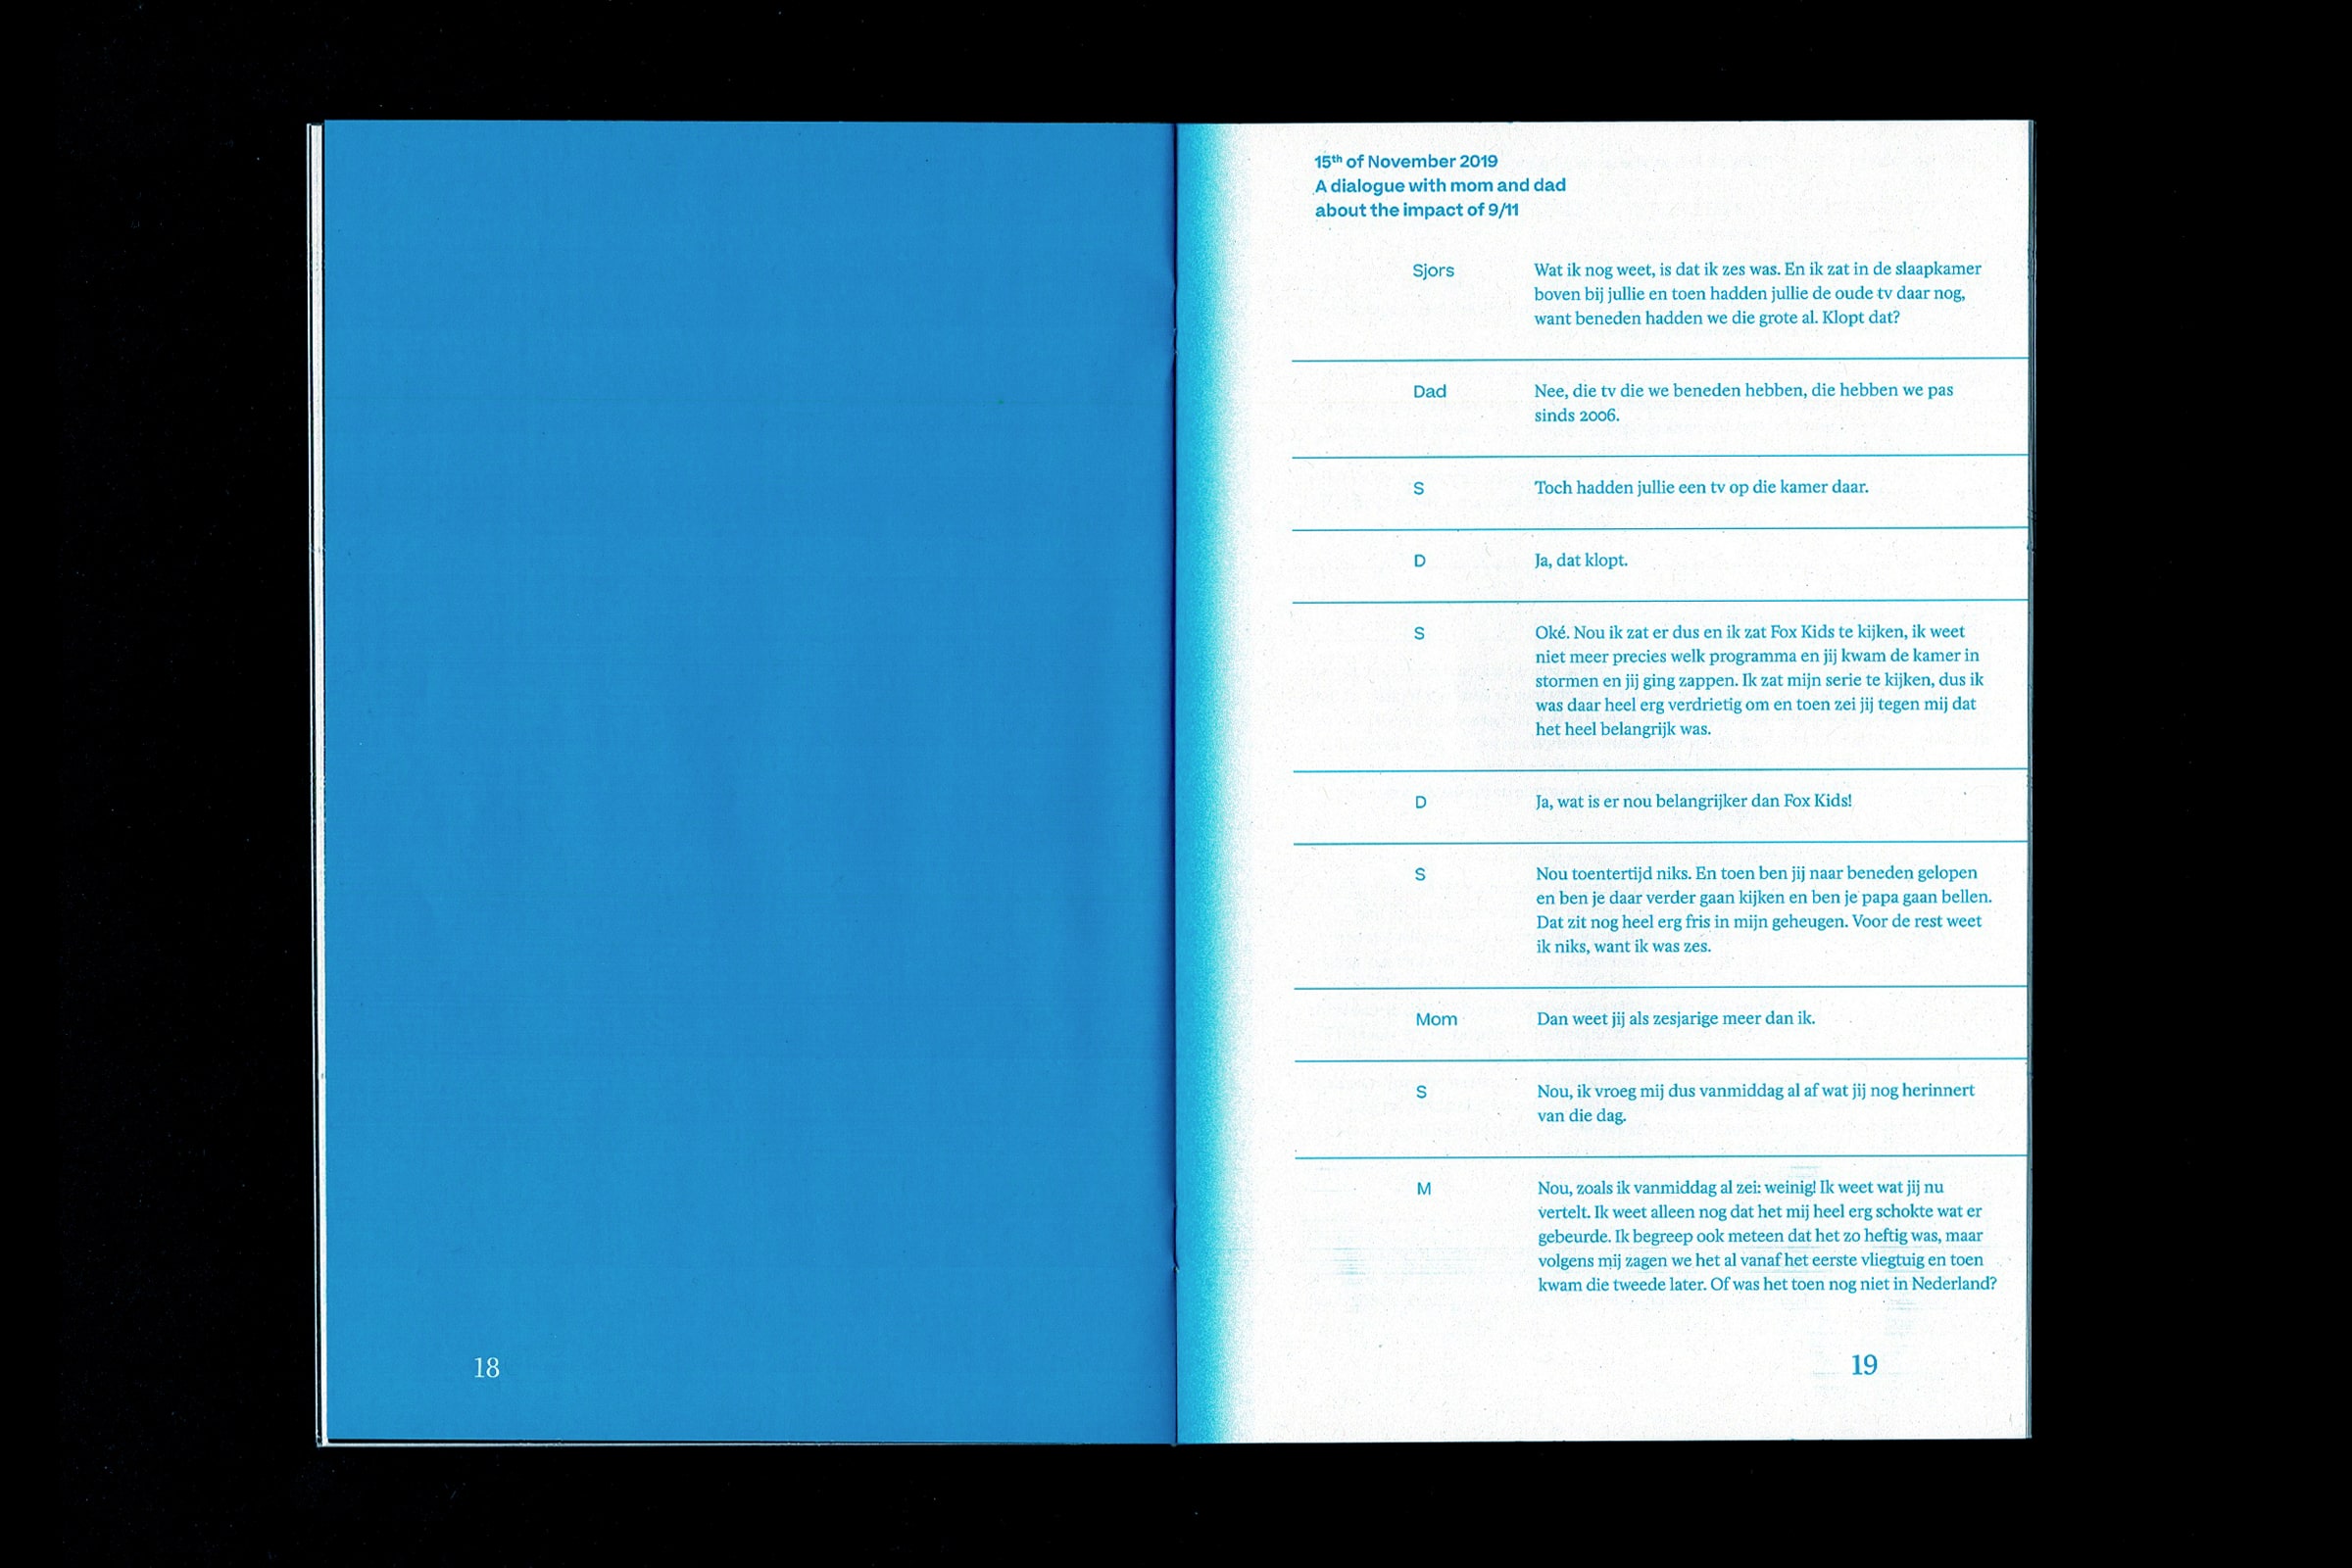 18
15th of November 2019
A dialogue with mom and dad
about the impact of 9/11
Sjors Wat ik nog weet, is dat ik zes was. En ik zat in de slaapkamer
boven bij jullie en toen hadden jullie de oude tv daar nog,
want beneden hadden we die grote al. Klopt dat?
Dad Nee, die tv die we beneden hebben, die hebben we pas
sinds 2006.
S Toch hadden jullie een tv op die kamer daar.
D Ja, dat klopt.
S Oké. Nou ik zat er dus en ik zat Fox Kids te kijken, ik weet
niet meer precies welk programma en jij kwam de kamer in
stormen en jij ging zappen. Ik zat mijn serie te kijken, dus ik
was daar heel erg verdrietig om en toen zei jij tegen mij dat
het heel belangrijk was.
D Ja, wat is er nou belangrijker dan Fox Kids!
S Nou toentertijd niks. En toen ben jij naar beneden gelopen
en ben je daar verder gaan kijken en ben je papa gaan bellen.
Dat zit nog heel erg fris in mijn geheugen. Voor de rest weet
ik niks, want ik was zes.
Mom Dan weet jij als zesjarige meer dan ik.
S Nou, ik vroeg mij dus vanmiddag al af wat jij nog herinnert
van die dag.
M Nou, zoals ik vanmiddag al zei: weinig! Ik weet wat jij nu
vertelt. Ik weet alleen nog dat het mij heel erg schokte wat er
gebeurde. Ik begreep ook meteen dat het zo heftig was, maar
volgens mij zagen we het al vanaf het eerste vliegtuig en toen
kwam die tweede later. Of was het toen nog niet in Nederland?
19